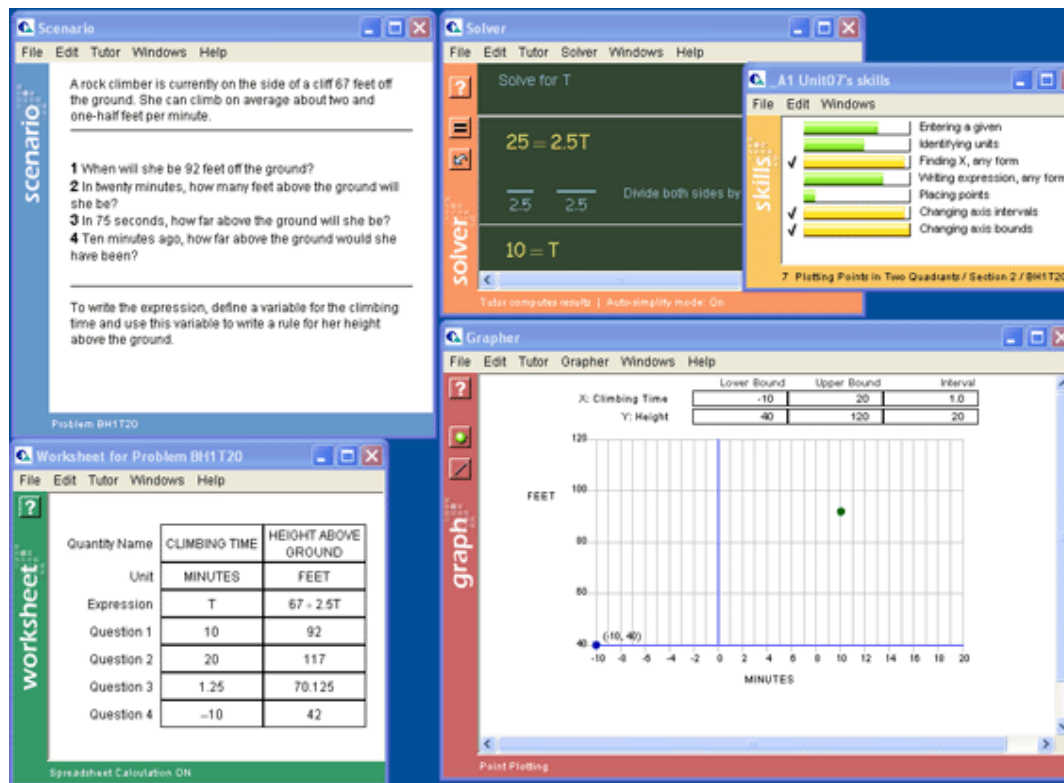 Scenario
File Edit Tutor Windows Help
scenario
A rock climber is currently on the side of a cliff 67 feet off
the ground. She can climb on average about two and
one-half feet per minute.
1 When will she be 92 feet off the ground?
2 In twenty minutes, how many feet above the ground will
she be?
3 In 75 seconds, how far above the ground will she be?
4 Ten minutes ago, how far above the ground would she
have been?
To write the expression, define a variable for the climbing
time and use this variable to write a rule for her height
above the ground.
Problem BH1T20
Solver
File Edit Tutor Solver Windows Help
solver
Solve for T
25 = 2.5T
2.5 2.5 Divide both sides by
10 = T
Tutor computes results | Auto-simplify mode: On
_A1 Unit07's skills
File Edit Windows
skills
Entering a given
Identifying units
Finding X, any form
Writing expression, any form
Placing points
Changing axis intervals
Changing axis bounds
7 Plotting Points in Two Quadrants / Section 2 / BH1T20
Worksheet for Problem BH1T20
File Edit Tutor Windows Help
worksheet
Quantity Name CLIMBING TIME HEIGHT ABOVE
GROUND
Unit MINUTES FEET
Expression T 67 + 2.5T
Question 1 10 92
Question 2 20 117
Question 3 1.25 70.125
Question 4 –10 42
Spreadsheet Calculation ON
Grapher
File Edit Tutor Grapher Windows Help
graph
Lower Bound Upper Bound Interval
X: Climbing Time -10 20 1.0
Y: Height 40 120 20
120
FEET 100
80
60
40 (-10, 40)
-10 -8 -6 -4 -2 0 2 4 6 8 10 12 14 16 18 20
MINUTES
Point Plotting